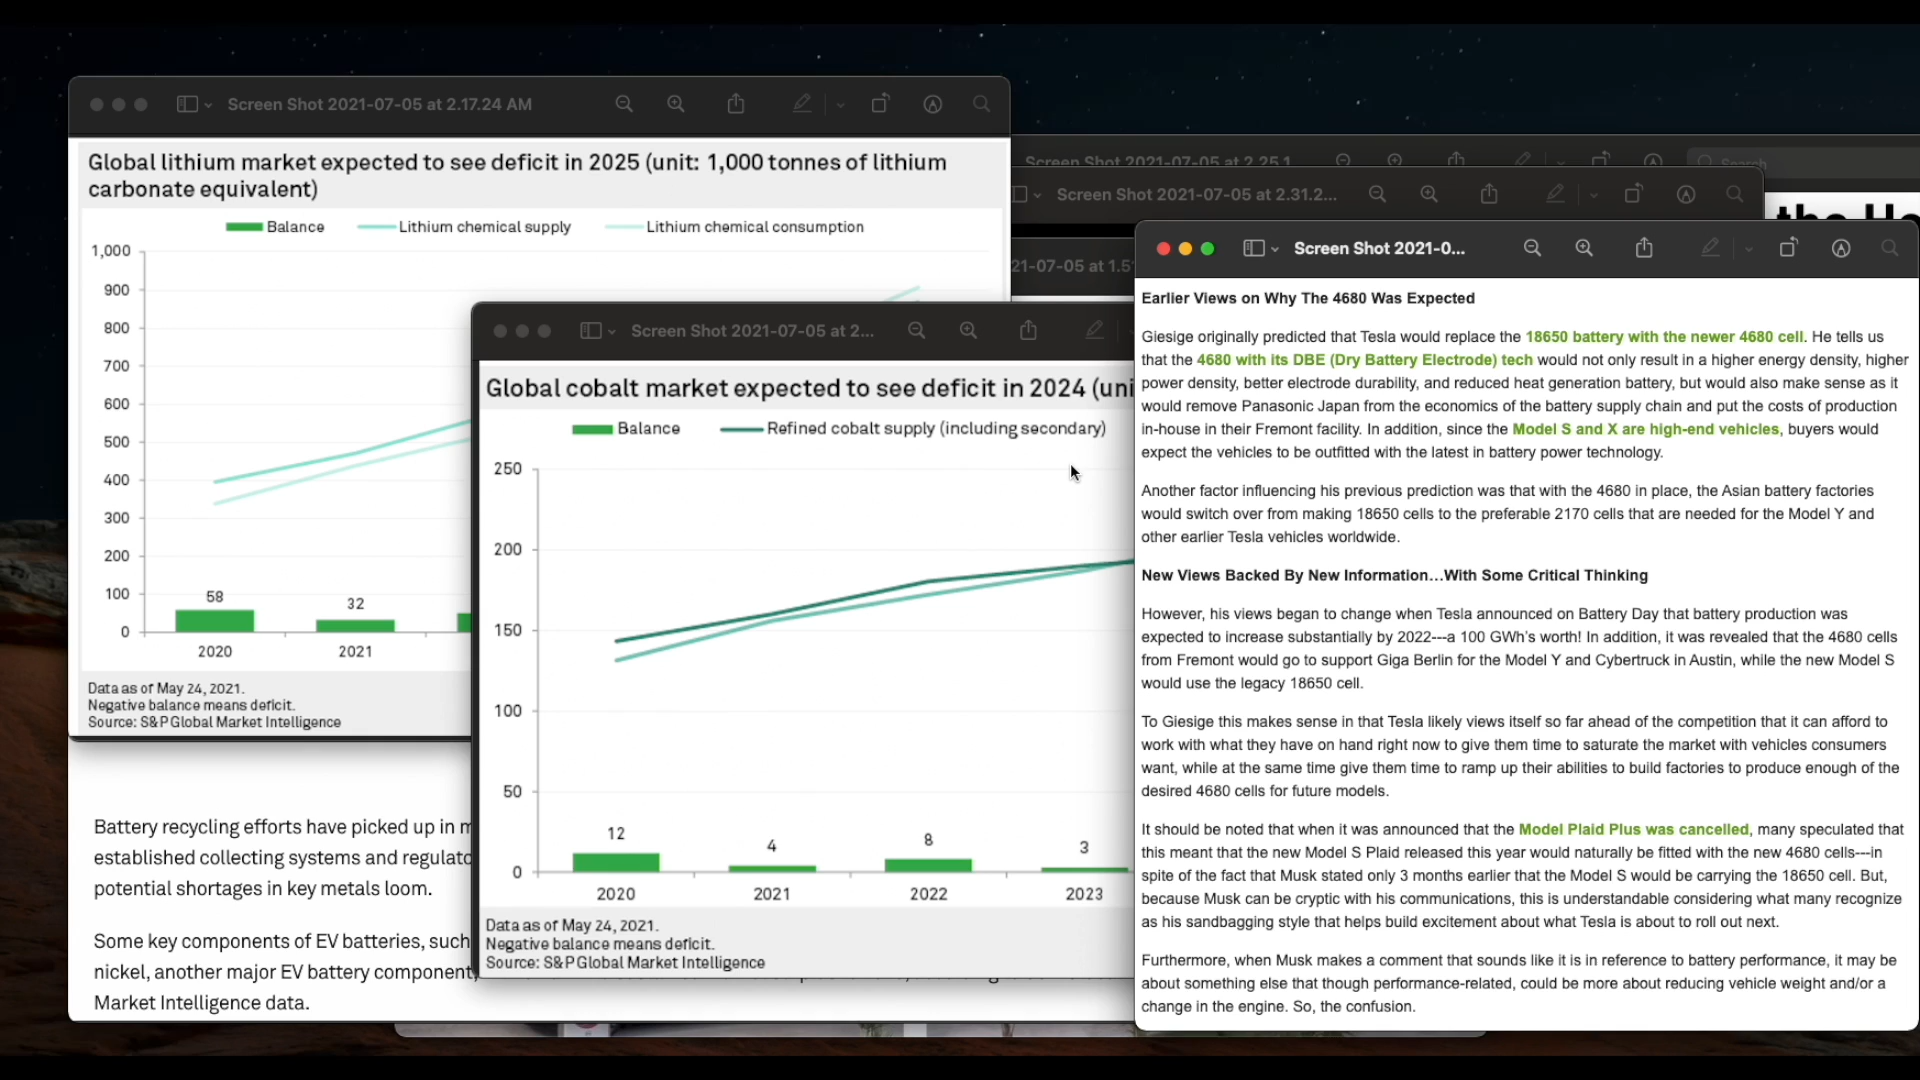 Screen Shot 2021-07-05 at 2.17.24 AM
Global lithium market expected to see deficit in 2025 (unit: 1,000 tonnes of lithium
carbonate equivalent)
Balance
Lithium chemical supply
Lithium chemical consumption
1,000
900
800
700
600
500
400
300
200
100
0
58
32
2020
2021
Data as of May 24, 2021.
Negative balance means deficit.
Source: S&P Global Market Intelligence
Battery recycling efforts have picked up in
established collecting systems and
potential shortages in key metals loom.
Some key components of EV batteries, such
nickel, another major EV battery component,
Market Intelligence data.
Screen Shot 2021-07-05 at 2...
Global cobalt market expected to see deficit in 2024
Balance
Refined cobalt supply (including secondary)
250
200
150
100
50
0
12
4
8
3
2020
2021
2022
2023
Data as of May 24, 2021.
Negative balance means deficit.
Source: S&P Global Market Intelligence
Screen Shot 2021-07-05 at 2.25.1
Search
Screen Shot 2021-07-05 at 2.31.2...
21-07-05 at 1.5
the
Screen Shot 2021-0...
Earlier Views on Why The 4680 Was Expected
Giesige originally predicted that Tesla would replace the 18650 battery with the newer 4680 cell. He tells us
that the 4680 with its DBE (Dry Battery Electrode) tech would not only result in a higher energy density, higher
power density, better electrode durability, and reduced heat generation battery, but would also make sense as it
would remove Panasonic Japan from the economics of the battery supply chain and put the costs of production
in-house in their Fremont facility. In addition, since the Model S and X are high-end vehicles, buyers would
expect the vehicles to be outfitted with the latest in battery power technology.
Another factor influencing his previous prediction was that with the 4680 in place, the Asian battery factories
would switch over from making 18650 cells to the preferable 2170 cells that are needed for the Model Y and
other earlier Tesla vehicles worldwide.
New Views Backed By New Information...With Some Critical Thinking
However, his views began to change when Tesla announced on Battery Day that battery production was
expected to increase substantially by 2022---a 100 GWh's worth! In addition, it was revealed that the 4680 cells
from Fremont would go to support Giga Berlin for the Model Y and Cybertruck in Austin, while the new Model S
would use the legacy 18650 cell.
To Giesige this makes sense in that Tesla likely views itself so far ahead of the competition that it can afford to
work with what they have on hand right now to give them time to saturate the market with vehicles consumers
want, while at the same time give them time to ramp up their abilities to build factories to produce enough of the
desired 4680 cells for future models.
It should be noted that when it was announced that the Model Plaid Plus was cancelled, many speculated that
this meant that the new Model S Plaid released this year would naturally be fitted with the new 4680 cells---in
spite of the fact that Musk stated only 3 months earlier that the Model S would be carrying the 18650 cell. But,
because Musk can be cryptic with his communications, this is understandable considering what many recognize
as his sandbagging style that helps build excitement about what Tesla is about to roll out next.
Furthermore, when Musk makes a comment that sounds like it is in reference to battery performance, it may be
about something else that though performance-related, could be more about reducing vehicle weight and/or a
change in the engine. So, the confusion.